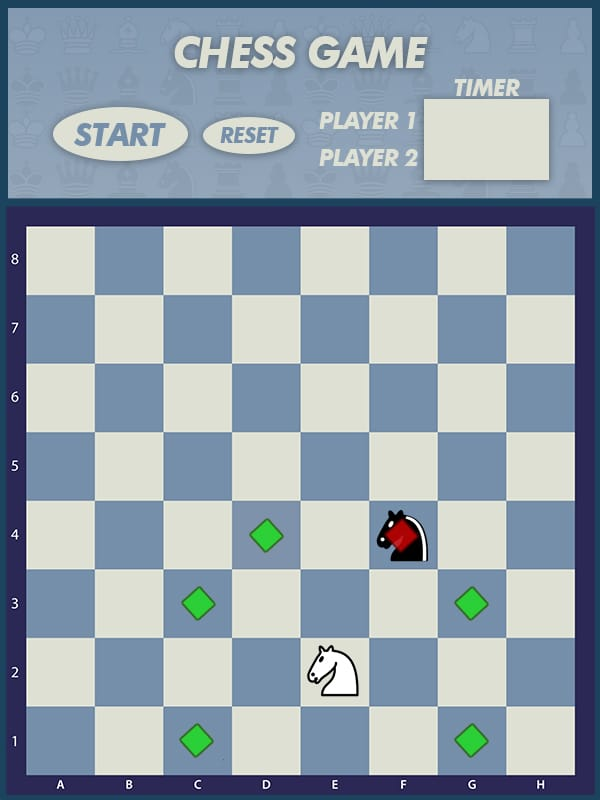 CHESS GAME
TIMER
START
RESET
PLAYER 1
PLAYER 2
8
7
6
5
4
3
2
1
A B C D E F G H